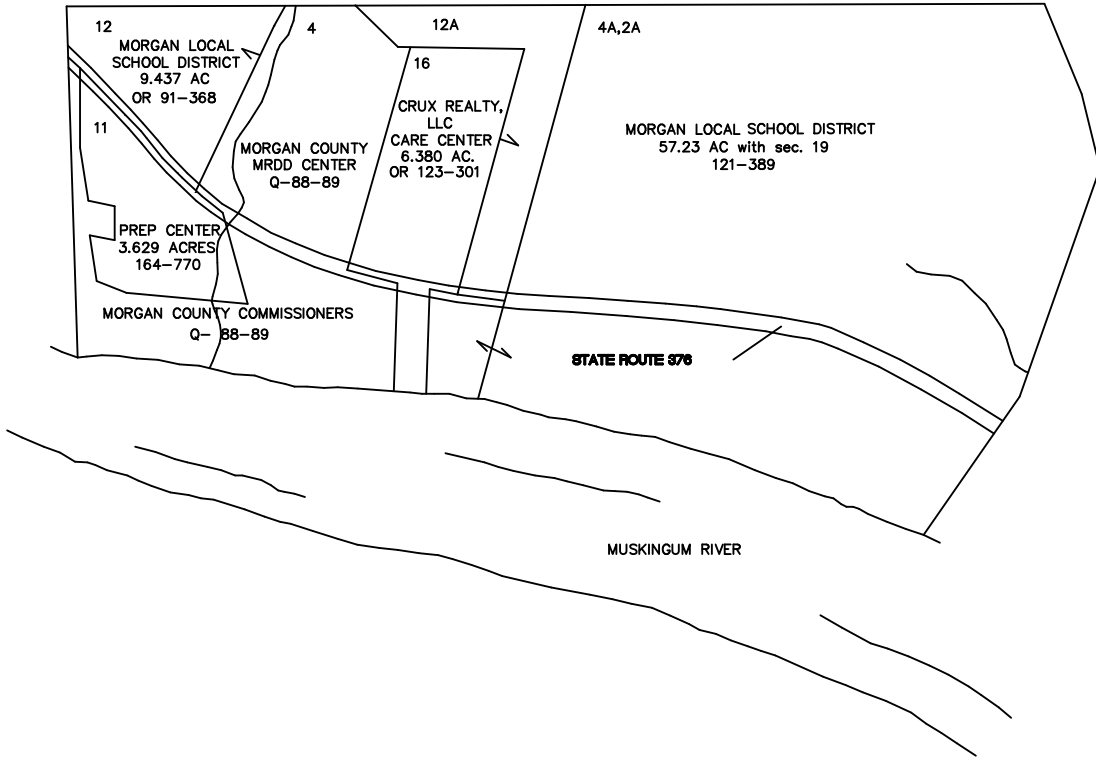 12
MORGAN LOCAL
SCHOOL DISTRICT
9.437 AC
OR 91-368
4
12A
4A,2A
16
CRUX REALTY,
LLC
CARE CENTER
6.380 AC.
OR 123-301
MORGAN LOCAL SCHOOL DISTRICT
57.23 AC with sec. 19
121-389
11
MORGAN COUNTY
MRDD CENTER
Q-88-89
PREP CENTER
3.629 ACRES
164-770
MORGAN COUNTY COMMISSIONERS
Q- 88-89
STATE ROUTE 376
MUSKINGUM RIVER